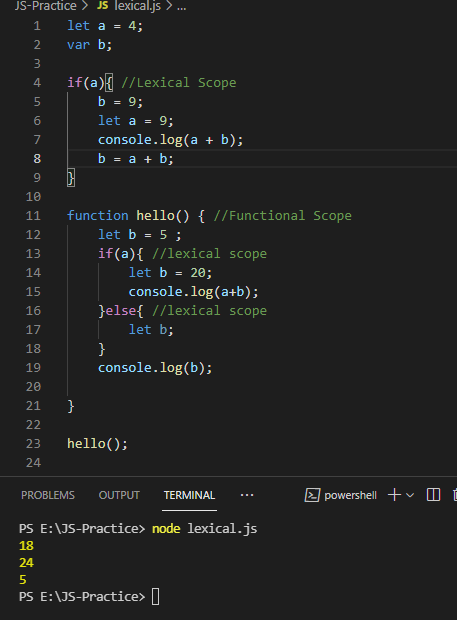 JS-Practice > JS lexical.js > ...
1 let a = 4;
2 var b;
3
4 if(a){ //Lexical Scope
5 b = 9;
6 let a = 9;
7 console.log(a + b);
8 b = a + b;
9 }
10
11 function hello() { //Functional Scope
12 let b = 5 ;
13 if(a){ //lexical scope
14 let b = 20;
15 console.log(a+b);
16 }else{ //lexical scope
17 let b;
18 }
19 console.log(b);
20
21 }
22
23 hello();
24
PROBLEMS OUTPUT TERMINAL ... powershell
PS E:\JS-Practice> node lexical.js
18
24
5
PS E:\JS-Practice>